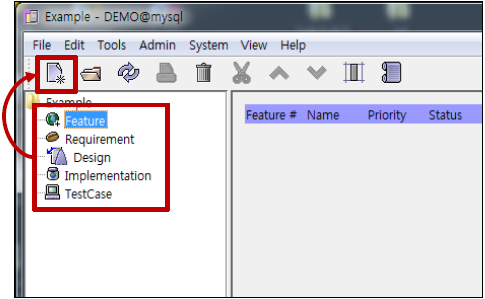 Example - DEMO@mysql
File Edit Tools Admin System View Help
Example
Feature
Requirement
Design
Implementation
TestCase
Feature # Name Priority Status